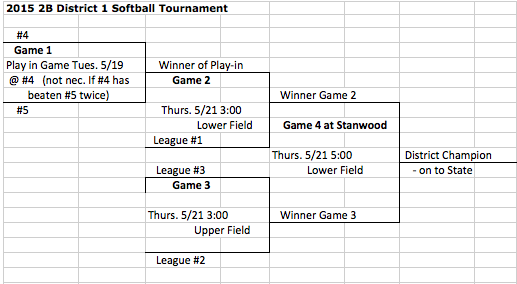 2015 2B District 1 Softball Tournament
#4
Game 1
Play in Game Tues. 5/19
@ #4 (not nec. If #4 has
beaten #5 twice)
#5
Winner of Play-in
Game 2
Thurs. 5/21 3:00
Lower Field
League #1
League #3
Game 3
Thurs. 5/21 3:00
Upper Field
League #2
Winner Game 2
Game 4 at Stanwood
Thurs. 5/21 5:00
Lower Field
Winner Game 3
District Champion
- on to State